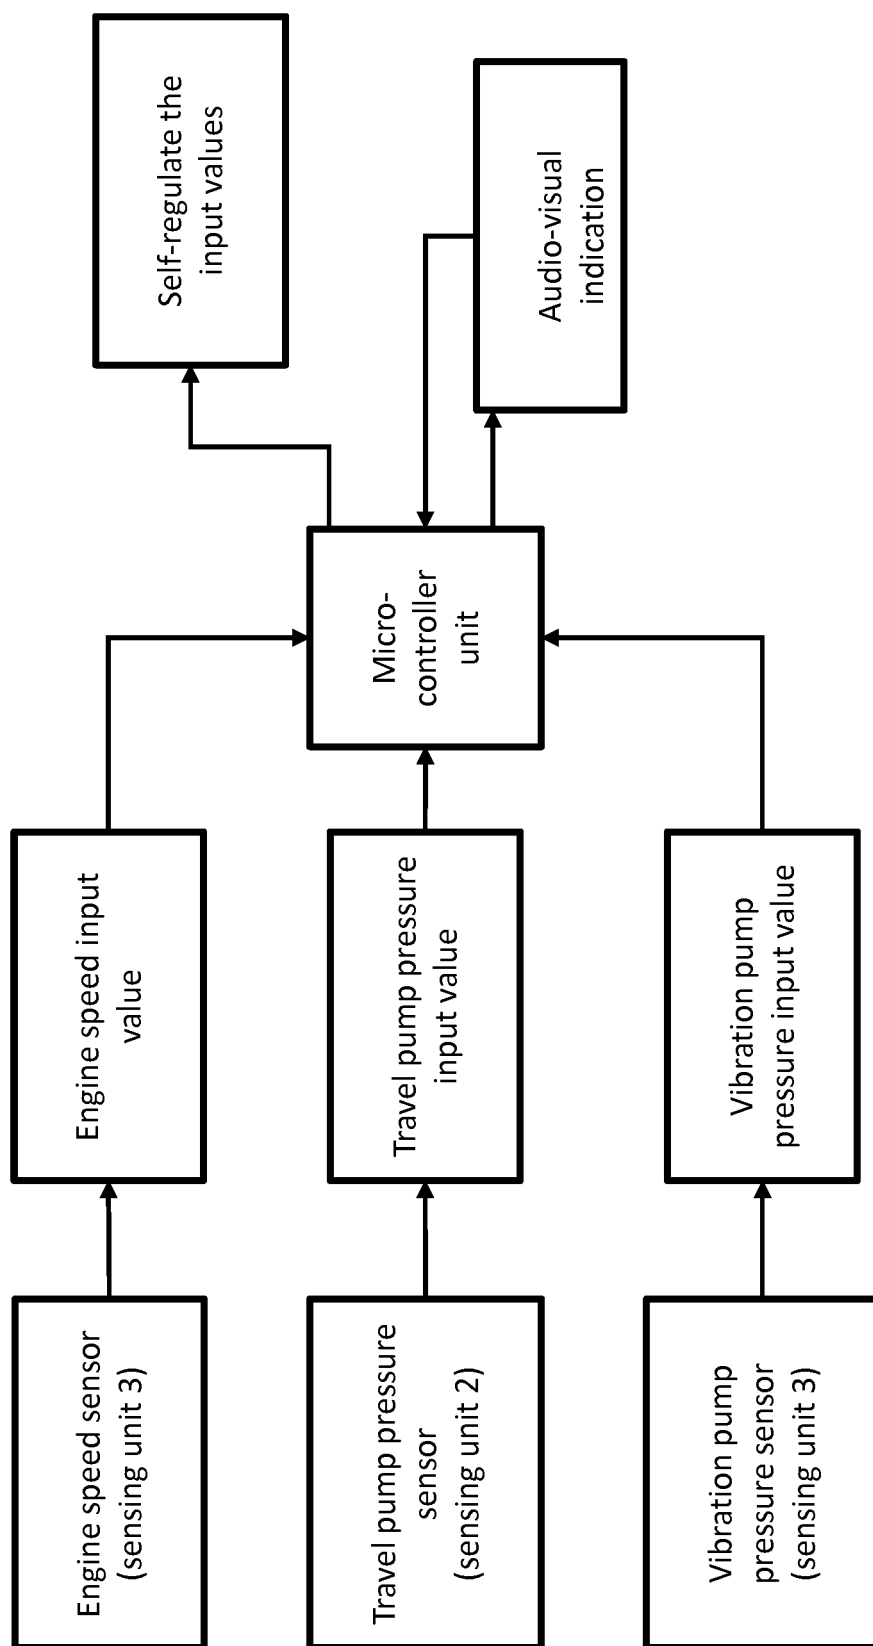 Engine speed sensor
(sensing unit 3)
Engine speed input
value
Self-regulate the
input values
Travel pump pressure
sensor
(sensing unit 2)
Travel pump pressure
input value
Micro-
controller
unit
Audio-visual
indication
Vibration pump
pressure sensor
(sensing unit 3)
Vibration pump
pressure input value